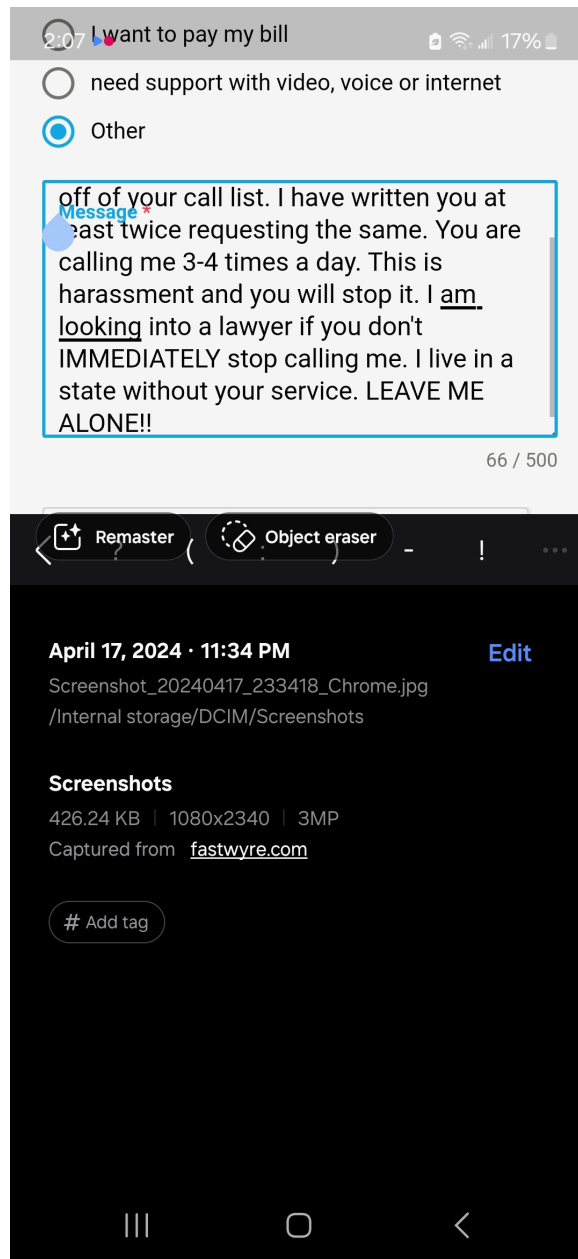 I want to pay my bill
2:07
17%
need support with video, voice or internet
Other
off of your call list. I have written you at
Message *
least twice requesting the same. You are
calling me 3-4 times a day. This is
harassment and you will stop it. I am
looking into a lawyer if you don't
IMMEDIATELY stop calling me. I live in a
state without your service. LEAVE ME
ALONE!!
66 / 500
Remaster
Object eraser
? ( : ) - !
April 17, 2024 · 11:34 PM
Edit
Screenshot_20240417_233418_Chrome.jpg
/Internal storage/DCIM/Screenshots
Screenshots
426.24 KB | 1080x2340 | 3MP
Captured from fastwyre.com
# Add tag